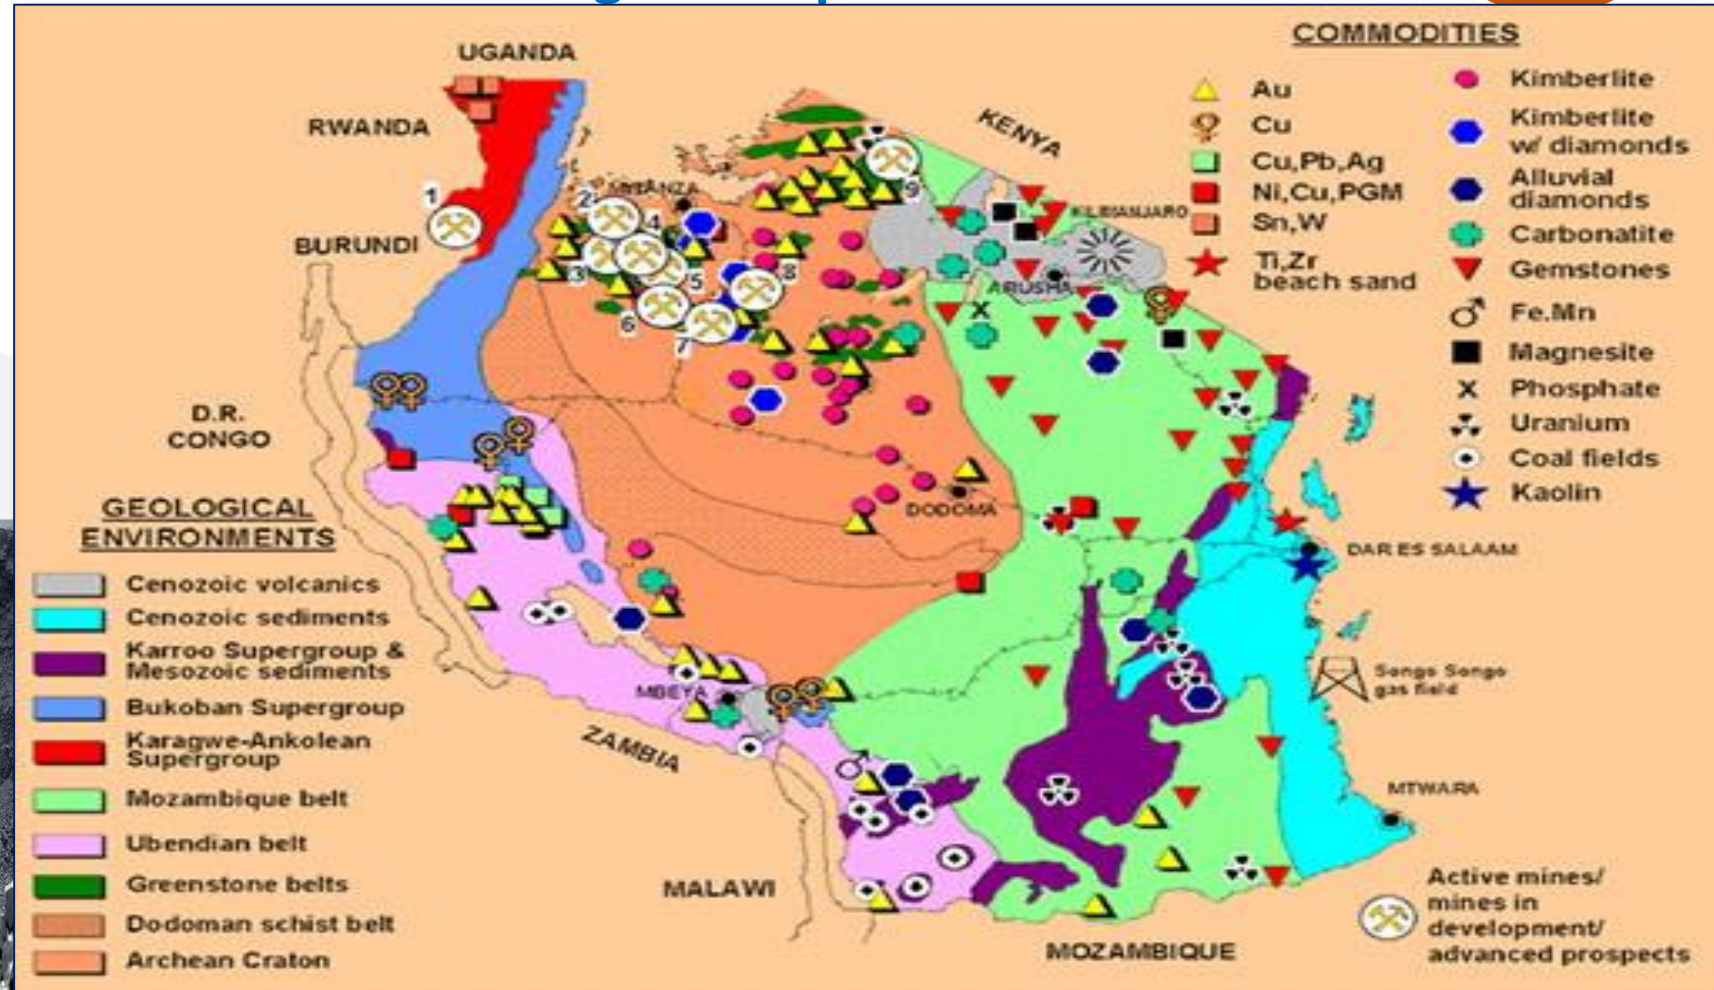 UGANDA
RWANDA
BURUNDI
D.R.
CONGO
ZAMBIA
MALAWI
MOZAMBIQUE
KENYA
KILIMANJARO
ARUSHA
DODOMA
DAR ES SALAAM
MBEYA
MTWARA
Songo Songo
gas field
1
2
3
4
5
6
7
8
9
COMMODITIES
Au
Cu
Cu,Pb,Ag
Ni,Cu,PGM
Sn,W
Ti,Zr
beach sand
Kimberlite
Kimberlite
w/ diamonds
Alluvial
diamonds
Carbonatite
Gemstones
Fe.Mn
Magnesite
X Phosphate
Uranium
Coal fields
Kaolin
GEOLOGICAL
ENVIRONMENTS
Cenozoic volcanics
Cenozoic sediments
Karroo Supergroup &
Mesozoic sediments
Bukoban Supergroup
Karagwe-Ankolean
Supergroup
Mozambique belt
Ubendian belt
Greenstone belts
Dodoman schist belt
Archean Craton
Active mines/
mines in
development/
advanced prospects
X